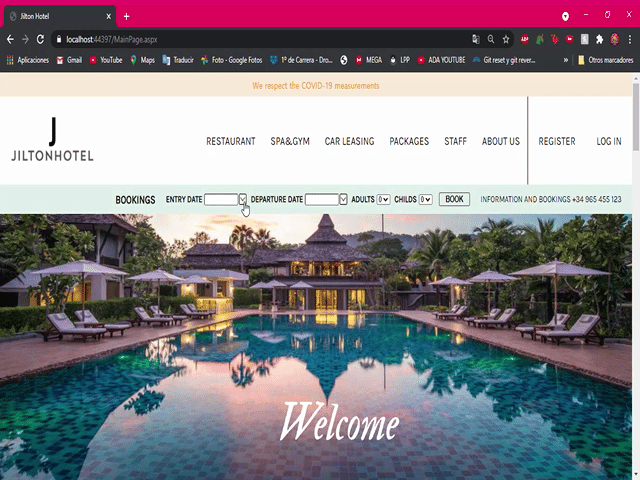 Jilton Hotel
localhost:44397/MainPage.aspx
Aplicaciones Gmail YouTube Maps Traducir Foto - Google Fotos 1º de Carrera - Dro... MEGA LPP ADA YOUTUBE Git reset y git rever... » Otros marcadores
We respect the COVID-19 measurements
J
JILTONHOTEL
RESTAURANT SPA&GYM CAR LEASING PACKAGES STAFF ABOUT US REGISTER LOG IN
BOOKINGS ENTRY DATE DEPARTURE DATE ADULTS 0 CHILDS 0 BOOK INFORMATION AND BOOKINGS +34 965 455 123
Welcome